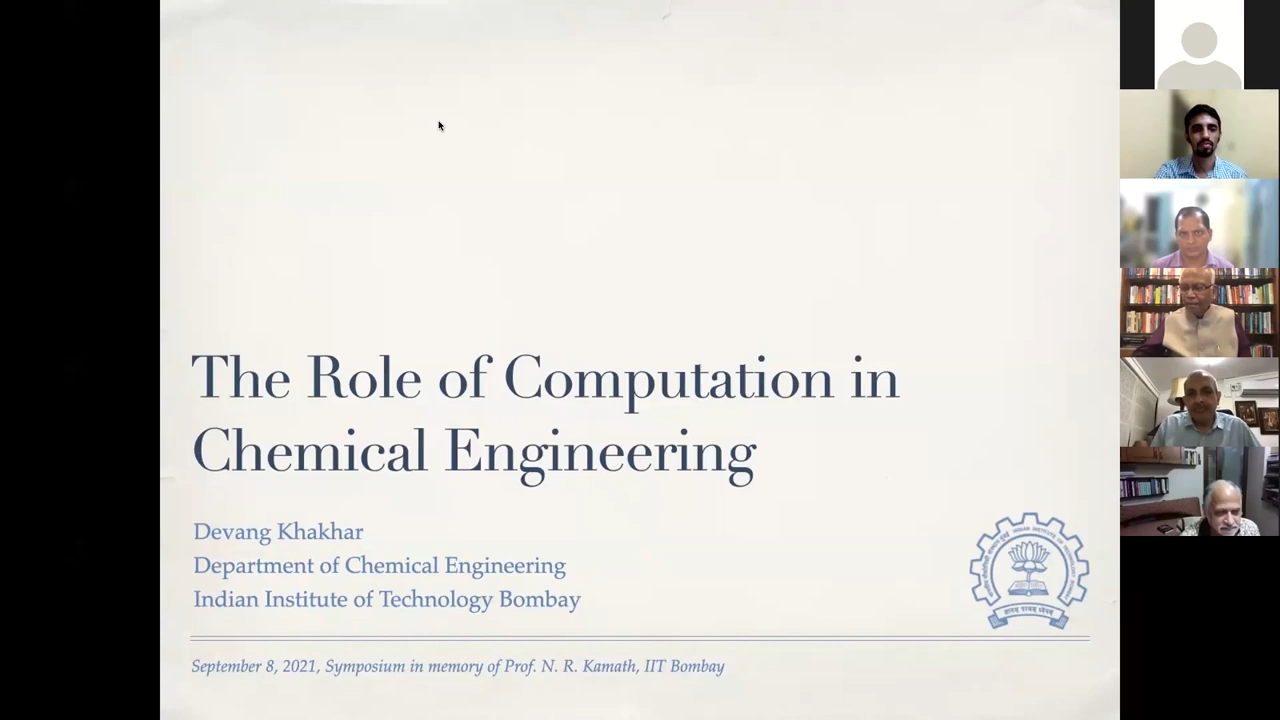 The Role of Computation in
Chemical Engineering
Devang Khakhar
Department of Chemical Engineering
Indian Institute of Technology Bombay
September 8, 2021, Symposium in memory of Prof. N. R. Kamath, IIT Bombay